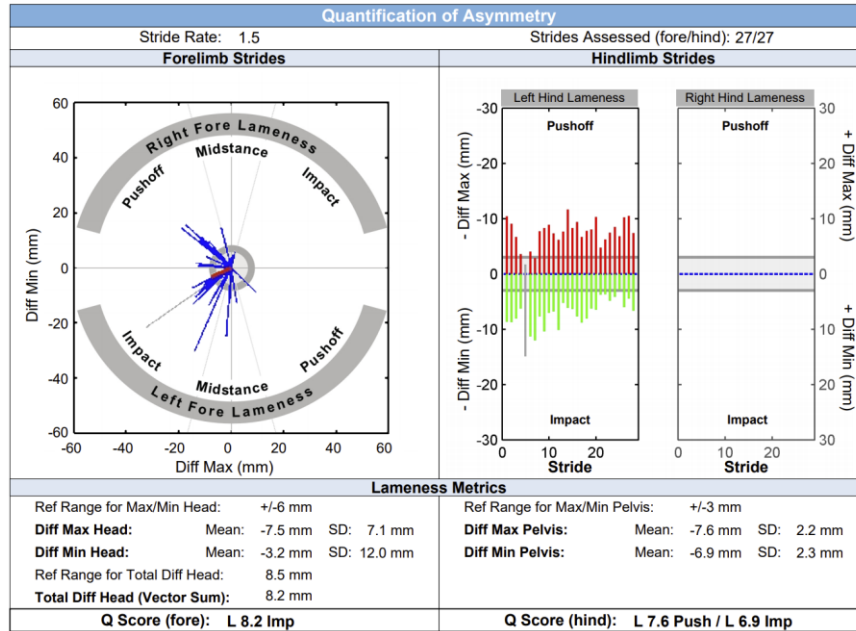 Quantification of Asymmetry
Stride Rate: 1.5 Strides Assessed (fore/hind): 27/27
Forelimb Strides Hindlimb Strides
60
40
20
0
-20
-40
-60
Diff Min (mm)
Right Fore Lameness
Pushoff Midstance Impact
Impact Midstance Pushoff
Left Fore Lameness
-60 -40 -20 0 20 40 60
Diff Max (mm)
Left Hind Lameness Right Hind Lameness
Pushoff Pushoff
-30 30
-20 20
-10 10
0 0
10 10
-20 20
-30 30
- Diff Max (mm) + Diff Max (mm)
- Diff Min (mm) + Diff Min (mm)
Impact Impact
0 10 20 0 10 20
Stride Stride
Lameness Metrics
Ref Range for Max/Min Head: +/-6 mm Ref Range for Max/Min Pelvis: +/-3 mm
Diff Max Head: Mean: -7.5 mm SD: 7.1 mm Diff Max Pelvis: Mean: -7.6 mm SD: 2.2 mm
Diff Min Head: Mean: -3.2 mm SD: 12.0 mm Diff Min Pelvis: Mean: -6.9 mm SD: 2.3 mm
Ref Range for Total Diff Head: 8.5 mm
Total Diff Head (Vector Sum): 8.2 mm
Q Score (fore): L 8.2 Imp Q Score (hind): L 7.6 Push / L 6.9 Imp